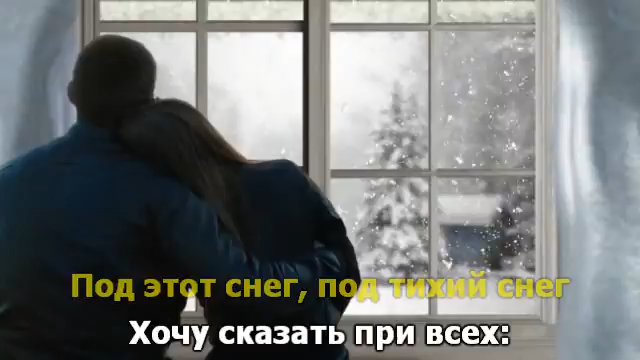 Под этот снег, под тихий снег
Хочу сказать при всех: